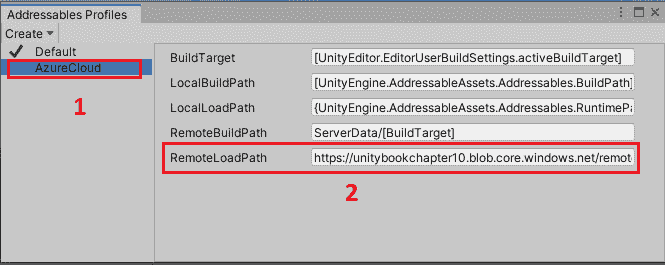 Addressables Profiles
Create
Default
AzureCloud
1
BuildTarget [UnityEditor.EditorUserBuildSettings.activeBuildTarget]
LocalBuildPath [UnityEngine.AddressableAssets.Addressables.BuildPath]
LocalLoadPath {UnityEngine.AddressableAssets.Addressables.RuntimePa
RemoteBuildPath ServerData/[BuildTarget]
RemoteLoadPath https://unitybookchapter10.blob.core.windows.net/remot
2